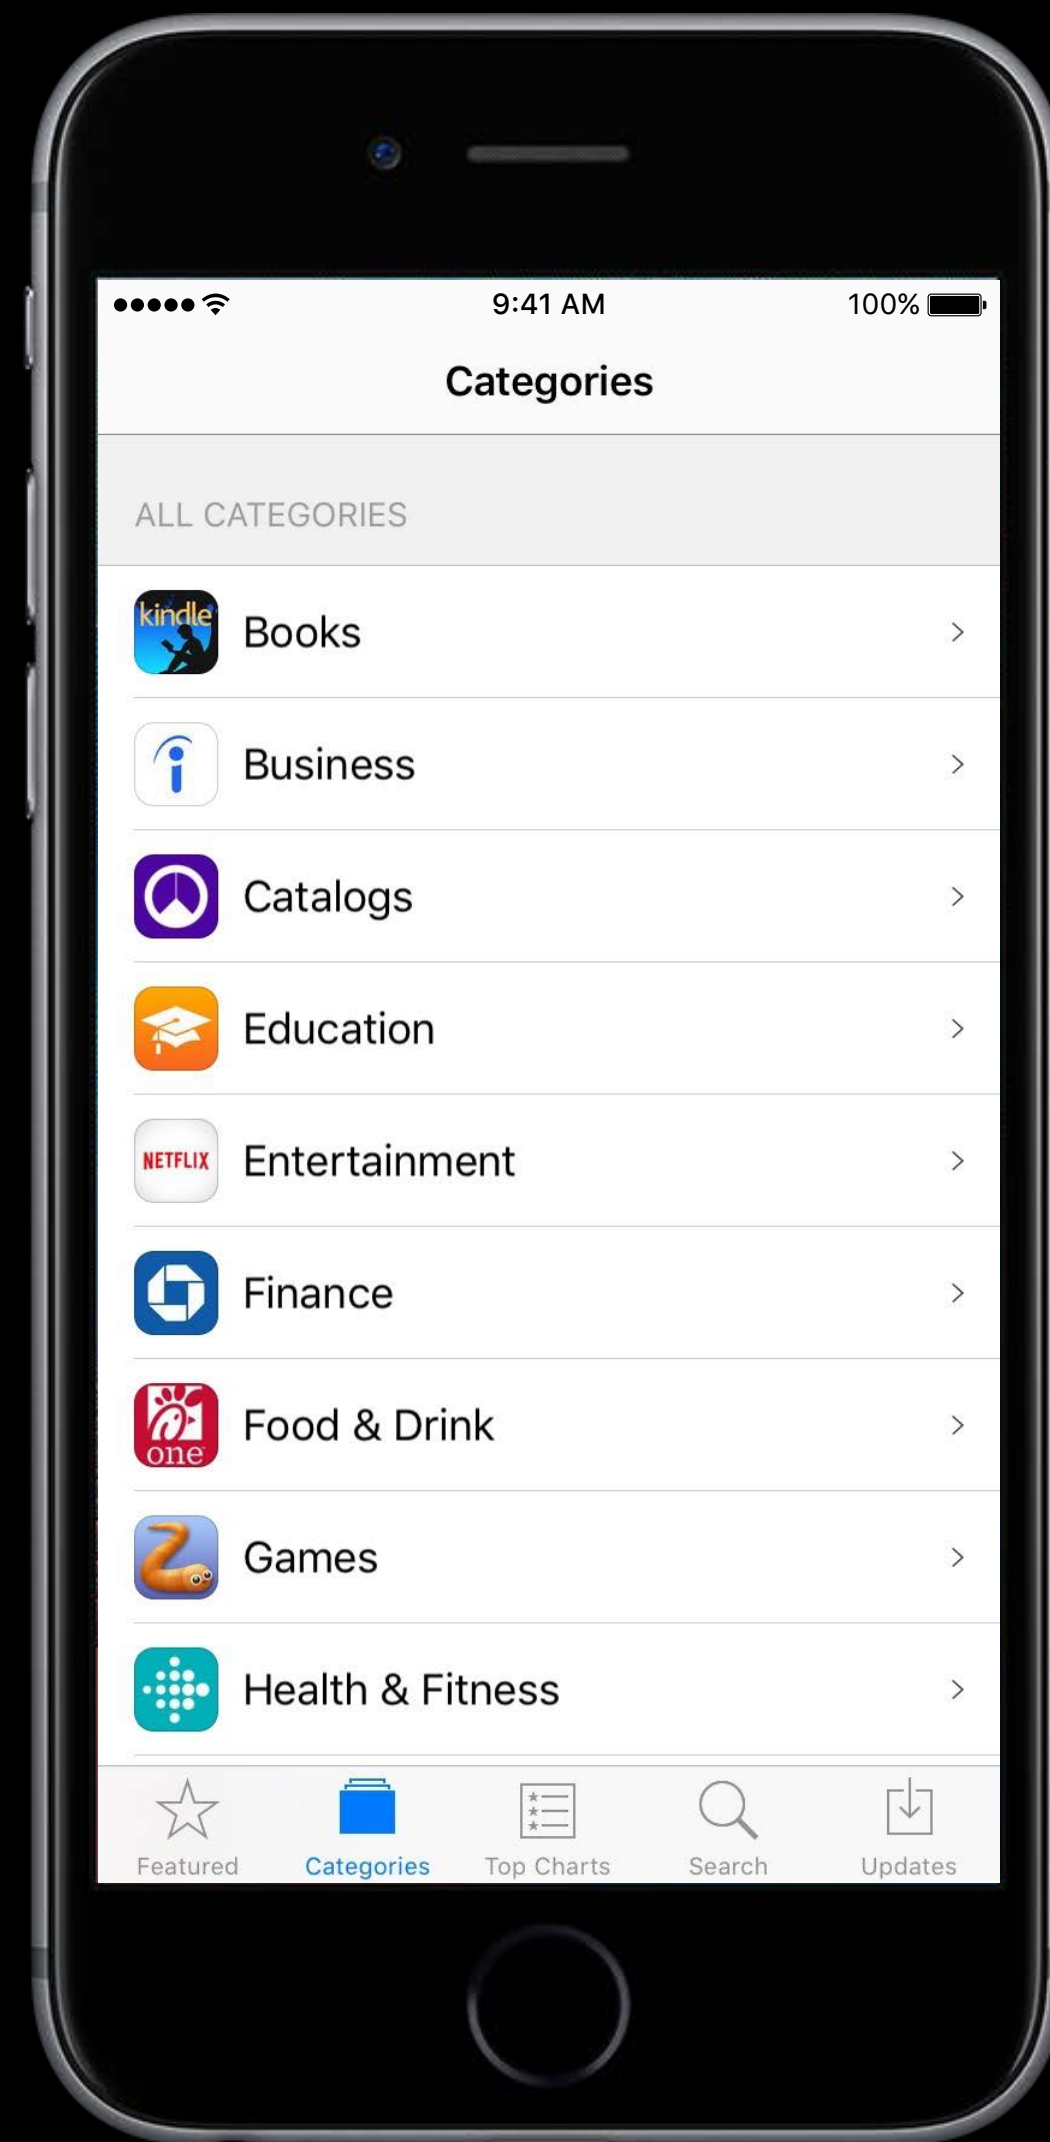 9:41 AM 100%
Categories
ALL CATEGORIES
kindle
Books
Business
Catalogs
Education
NETFLIX
Entertainment
Finance
one
Food & Drink
Games
Health & Fitness
Featured Categories Top Charts Search Updates